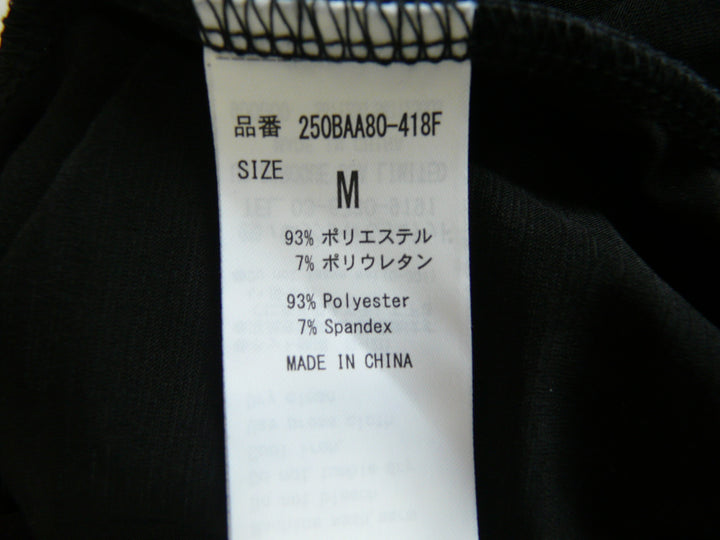 品番 250BAA80-418F
SIZE M
93% ポリエステル
7% ポリウレタン
93% Polyester
7% Spandex
MADE IN CHINA